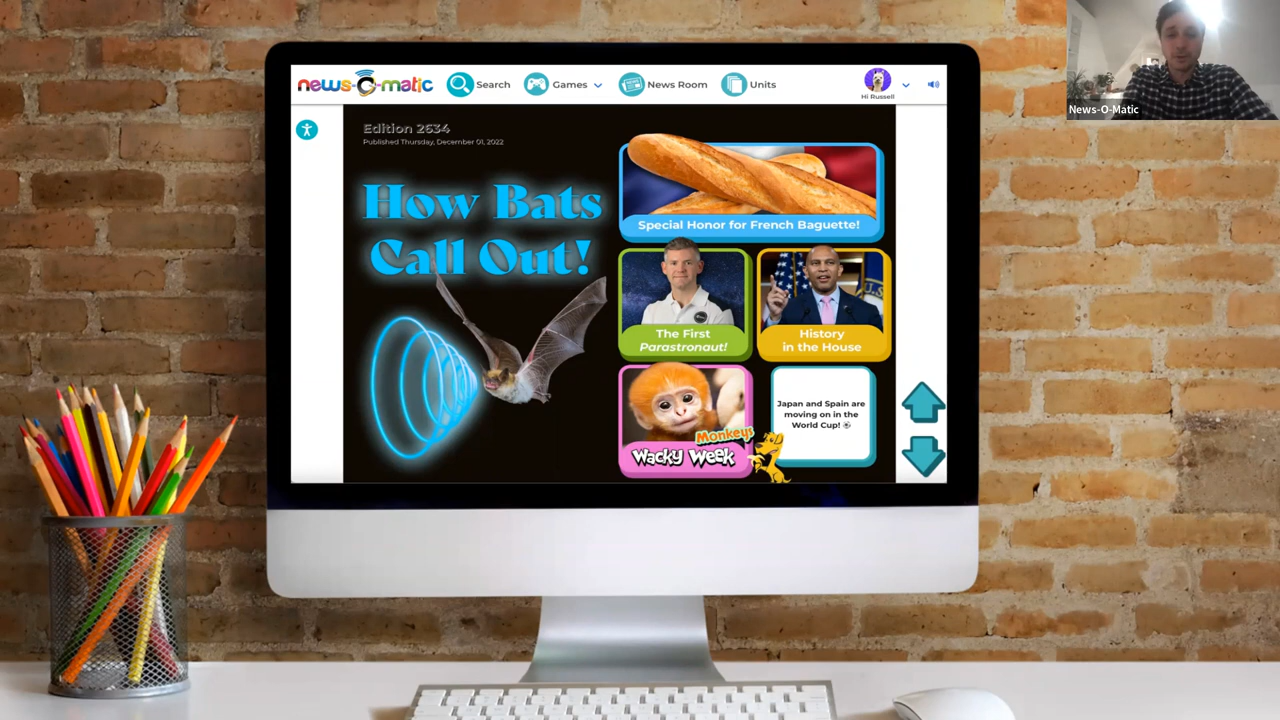 news-O-matic
Search
Games
News Room
Units
Hi Russell
Edition 2634
Published Thursday, December 01, 2022
How Bats
Call Out!
Special Honor for French Baguette!
The First
Parastronaut!
History
in the House
Monkeys
Wacky Week
Japan and Spain are
moving on in the
World Cup!
News-O-Matic